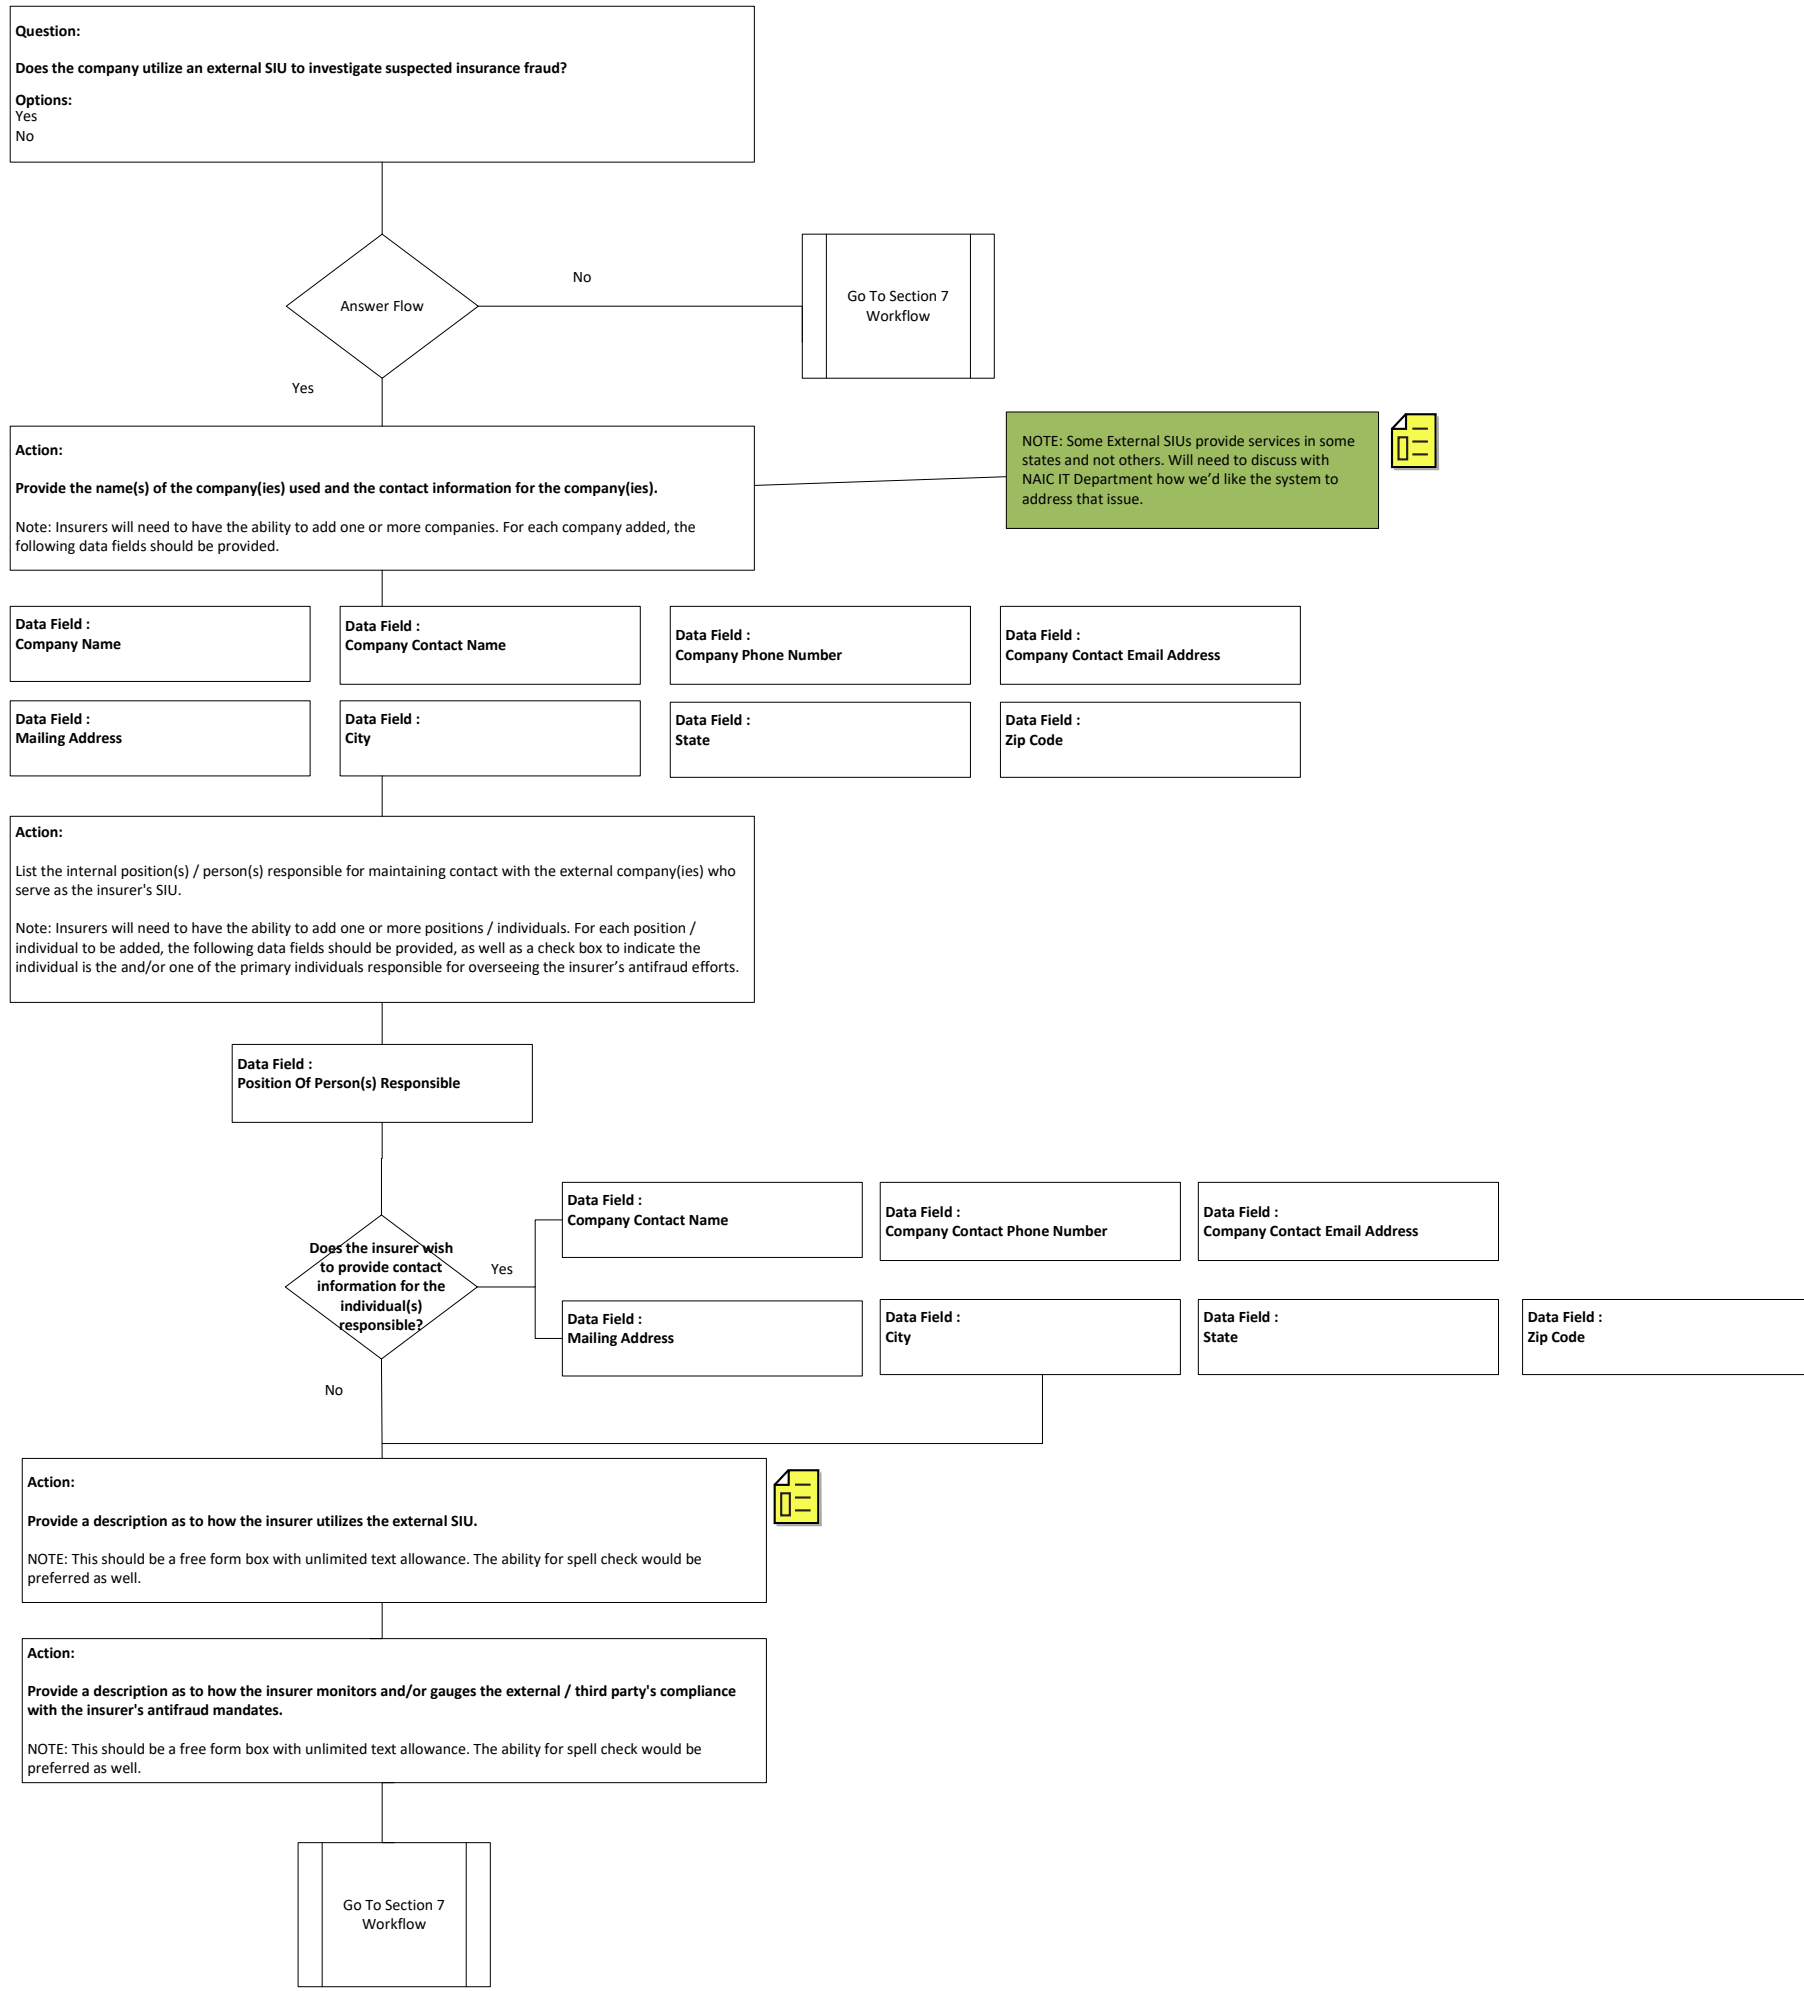 Question:
Does the company utilize an external SIU to investigate suspected insurance fraud?
Options:
Yes
No
Answer Flow
No
Go To Section 7
Workflow
Yes
Action:
Provide the name(s) of the company(ies) used and the contact information for the company(ies).
Note: Insurers will need to have the ability to add one or more companies. For each company added, the
following data fields should be provided.
NOTE: Some External SIUs provide services in some
states and not others. Will need to discuss with
NAIC IT Department how we’d like the system to
address that issue.
Data Field :
Company Name
Data Field :
Company Contact Name
Data Field :
Company Phone Number
Data Field :
Company Contact Email Address
Data Field :
Mailing Address
Data Field :
City
Data Field :
State
Data Field :
Zip Code
Action:
List the internal position(s) / person(s) responsible for maintaining contact with the external company(ies) who
serve as the insurer's SIU.
Note: Insurers will need to have the ability to add one or more positions / individuals. For each position /
individual to be added, the following data fields should be provided, as well as a check box to indicate the
individual is the and/or one of the primary individuals responsible for overseeing the insurer’s antifraud efforts.
Data Field :
Position Of Person(s) Responsible
Does the insurer wish
to provide contact
information for the
individual(s)
responsible?
Yes
Data Field :
Company Contact Name
Data Field :
Company Contact Phone Number
Data Field :
Company Contact Email Address
Data Field :
Mailing Address
Data Field :
City
Data Field :
State
Data Field :
Zip Code
No
Action:
Provide a description as to how the insurer utilizes the external SIU.
NOTE: This should be a free form box with unlimited text allowance. The ability for spell check would be
preferred as well.
Action:
Provide a description as to how the insurer monitors and/or gauges the external / third party's compliance
with the insurer's antifraud mandates.
NOTE: This should be a free form box with unlimited text allowance. The ability for spell check would be
preferred as well.
Go To Section 7
Workflow